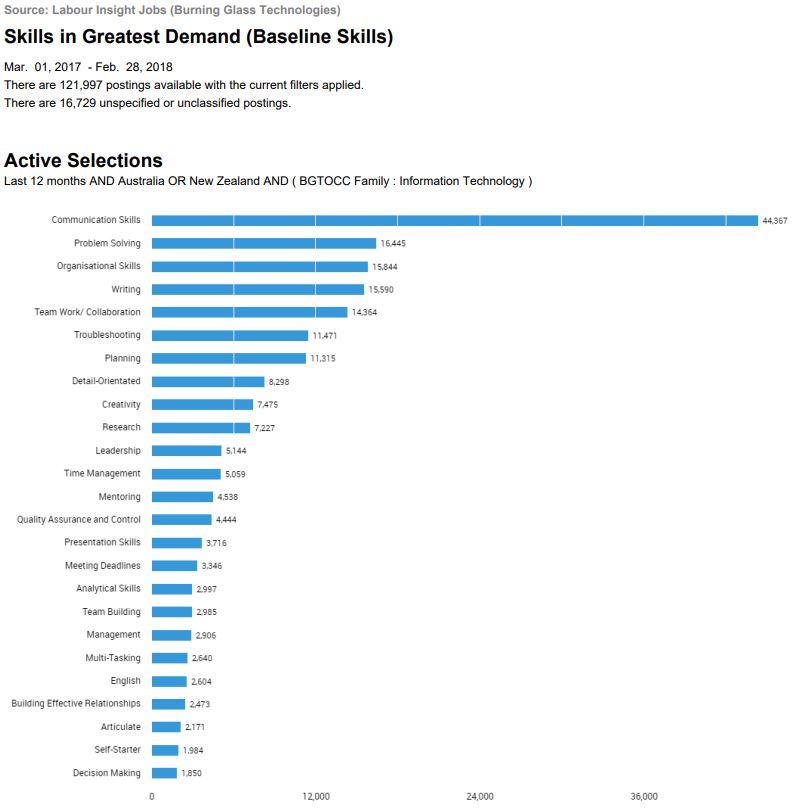 Source: Labour Insight Jobs (Burning Glass Technologies)
Skills in Greatest Demand (Baseline Skills)
Mar. 01, 2017 - Feb. 28, 2018
There are 121,997 postings available with the current filters applied.
There are 16,729 unspecified or unclassified postings.
Active Selections
Last 12 months AND Australia OR New Zealand AND ( BGTOCC Family : Information Technology )
Communication Skills 44,367
Problem Solving 16,445
Organisational Skills 15,844
Writing 15,590
Team Work/ Collaboration 14,364
Troubleshooting 11,471
Planning 11,315
Detail-Orientated 8,298
Creativity 7,475
Research 7,227
Leadership 5,144
Time Management 5,059
Mentoring 4,538
Quality Assurance and Control 4,444
Presentation Skills 3,716
Meeting Deadlines 3,346
Analytical Skills 2,997
Team Building 2,985
Management 2,906
Multi-Tasking 2,640
English 2,604
Building Effective Relationships 2,473
Articulate 2,171
Self-Starter 1,984
Decision Making 1,850
0 12,000 24,000 36,000